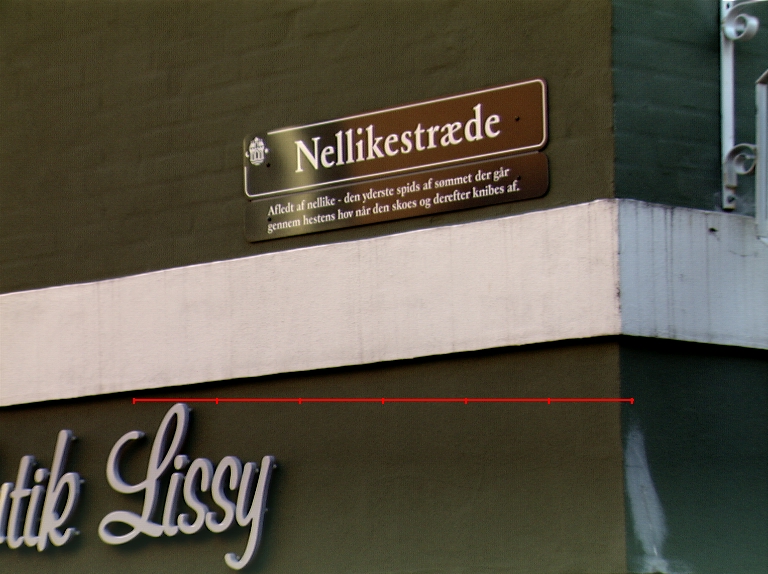 Nellikestræde
Afledt af nellike - den yderste spids af sømmet der går
gennem hestens hov når den skoes og derefter knibes af.
Lissy